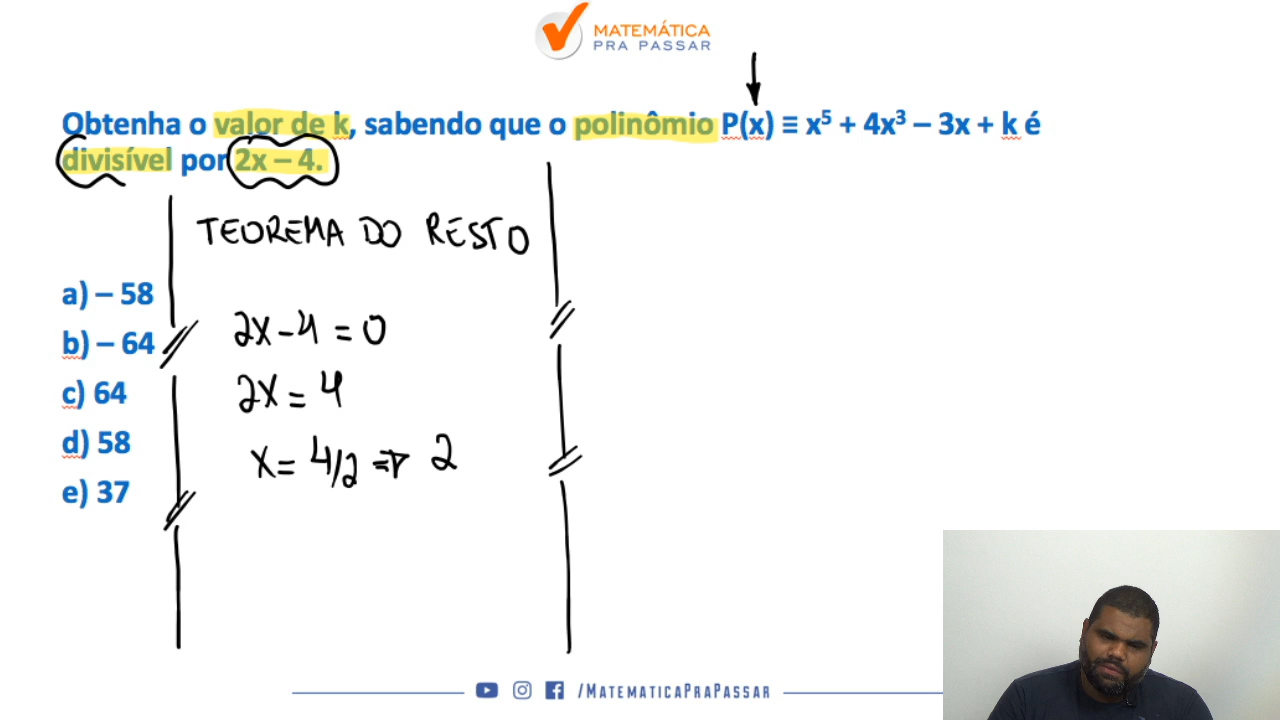 MATEMÁTICA
PRA PASSAR
Obtenha o valor de k, sabendo que o polinômio P(x) ≡ x⁵ + 4x³ – 3x + k é
divisível por 2x – 4.
TEOREMA DO RESTO
a) – 58
b) – 64
c) 64
d) 58
e) 37
2x – 4 = 0
2x = 4
x = 4/2 ⇒ 2
/MatematicaPraPassar